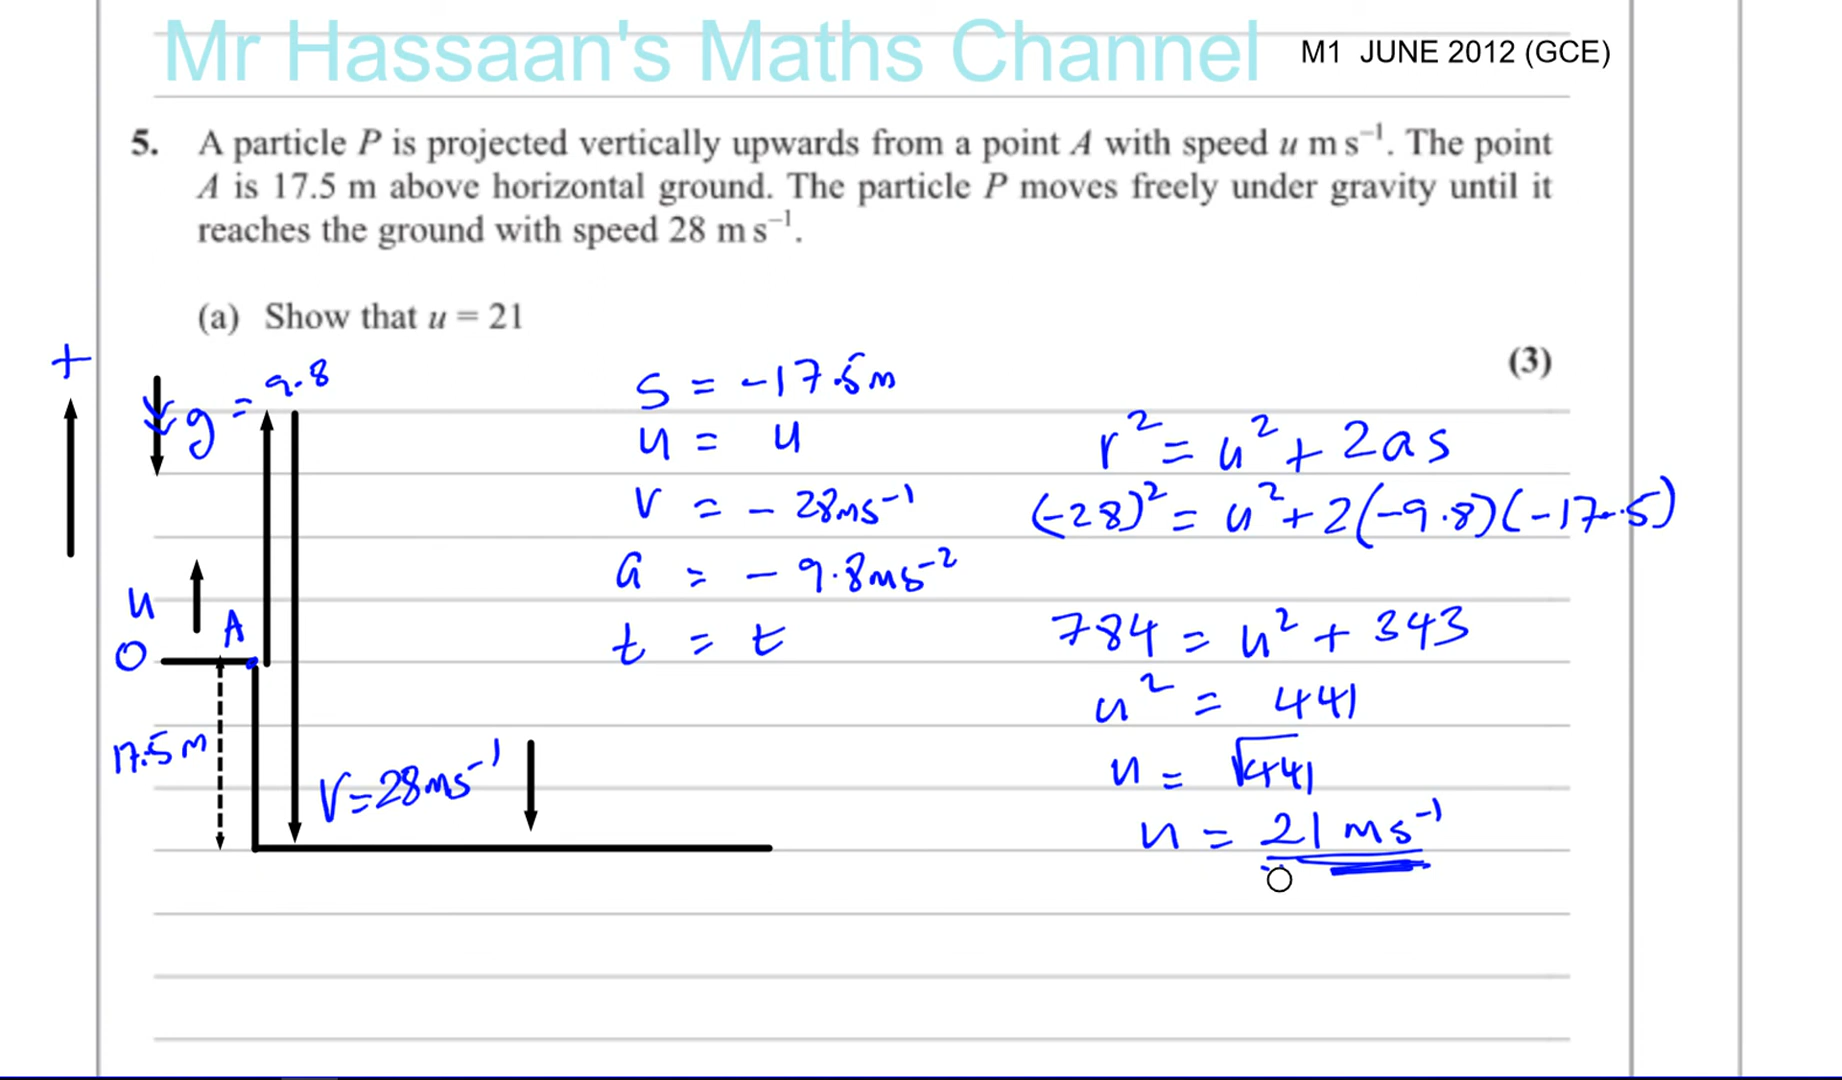 Mr Hassaan's Maths Channel
M1 JUNE 2012 (GCE)
5. A particle P is projected vertically upwards from a point A with speed u m s⁻¹. The point
A is 17.5 m above horizontal ground. The particle P moves freely under gravity until it
reaches the ground with speed 28 m s⁻¹.
(a) Show that u = 21
(3)
+
g = 9.8
u
A
O
17.5 m
V = 28ms⁻¹
S = -17.5m
u = u
v = - 28ms⁻¹
a = - 9.8ms⁻²
t = t
v² = u² + 2as
(-28)² = u² + 2(-9.8)(-17.5)
784 = u² + 343
u² = 441
u = √441
u = 21 ms⁻¹